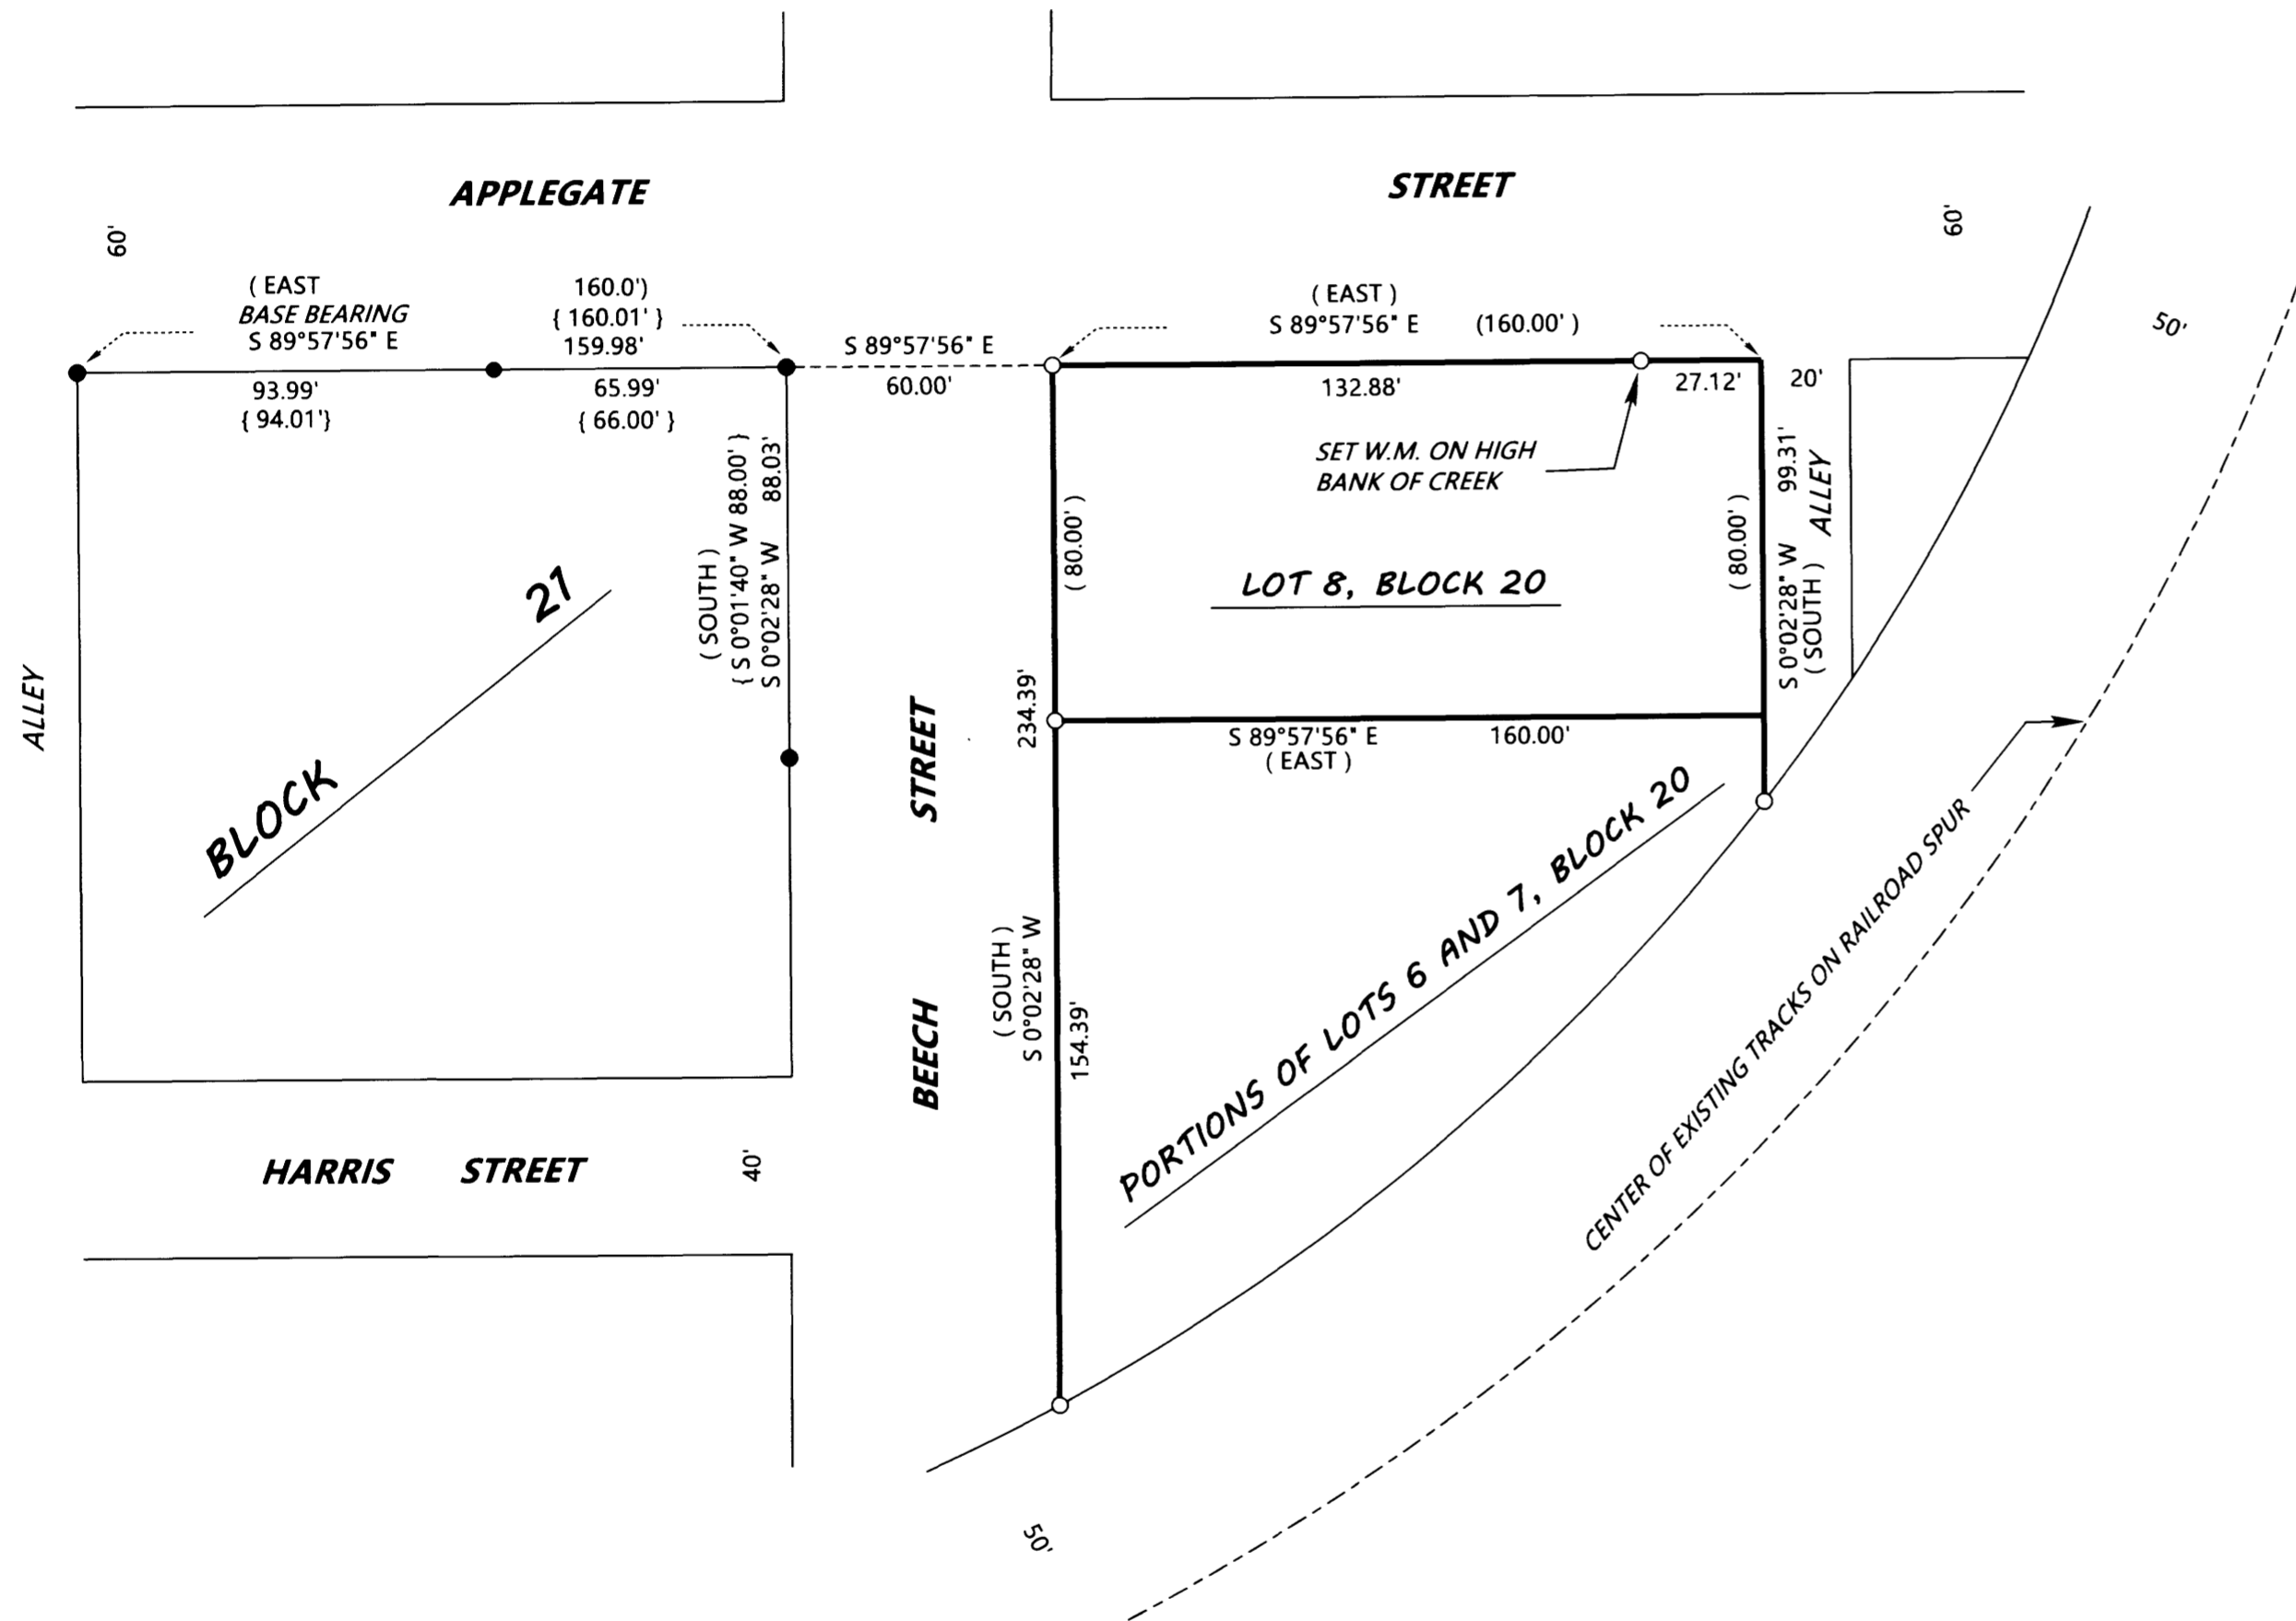 APPLEGATE STREET
60'
60'
( EAST 160.0')
BASE BEARING { 160.01' }
S 89°57'56" E 159.98'
93.99' 65.99'
{ 94.01'} { 66.00' }
S 89°57'56" E
60.00'
( EAST )
S 89°57'56" E (160.00' )
132.88' 27.12'
20'
50'
SET W.M. ON HIGH
BANK OF CREEK
( SOUTH )
{ S 0°01'40" W 88.00' }
S 0°02'28" W 88.03'
( 80.00' )
( 80.00' )
S 0°02'28" W 99.31'
( SOUTH )
ALLEY
LOT 8, BLOCK 20
BLOCK 21
ALLEY
234.39'
S 89°57'56" E 160.00'
( EAST )
BEECH STREET
( SOUTH )
S 0°02'28" W
154.39'
PORTIONS OF LOTS 6 AND 7, BLOCK 20
CENTER OF EXISTING TRACKS ON RAILROAD SPUR
HARRIS STREET
40'
50'